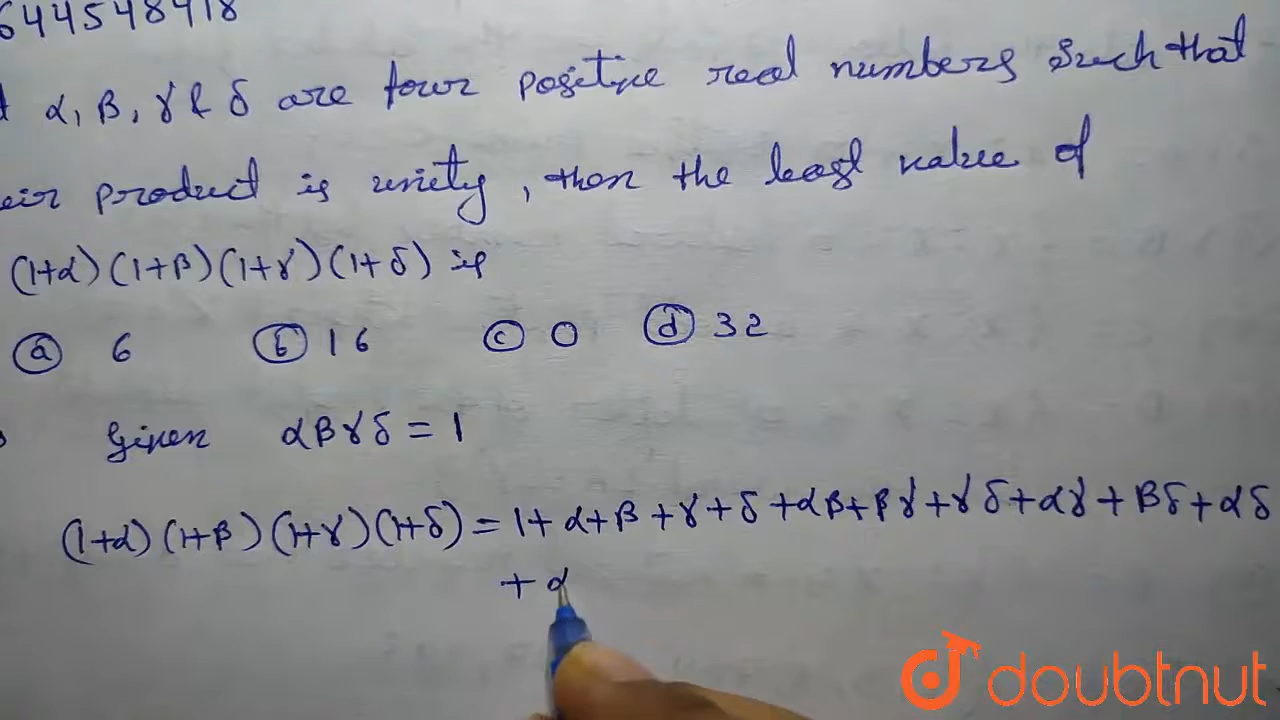 644548418
α, β, γ & δ are four positive real numbers such that
eir product is uniety, then the least value of
(1+α)(1+β)(1+γ)(1+δ) is
ⓐ 6 ⓑ 16 ⓒ 0 ⓓ 32
Given αβγδ = 1
(1+α)(1+β)(1+γ)(1+δ) = 1+α+β+γ+δ+αβ+βγ+γδ+αγ+βδ+αδ
+α
doubtnut